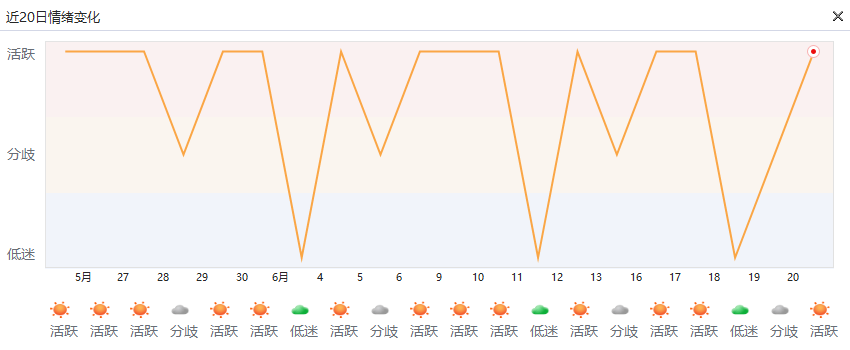 近20日情绪变化
活跃
分歧
低迷
5月 27 28 29 30 6月 4 5 6 9 10 11 12 13 16 17 18 19 20
活跃 活跃 活跃 分歧 活跃 活跃 低迷 活跃 分歧 活跃 活跃 活跃 低迷 活跃 分歧 活跃 活跃 低迷 分歧 活跃